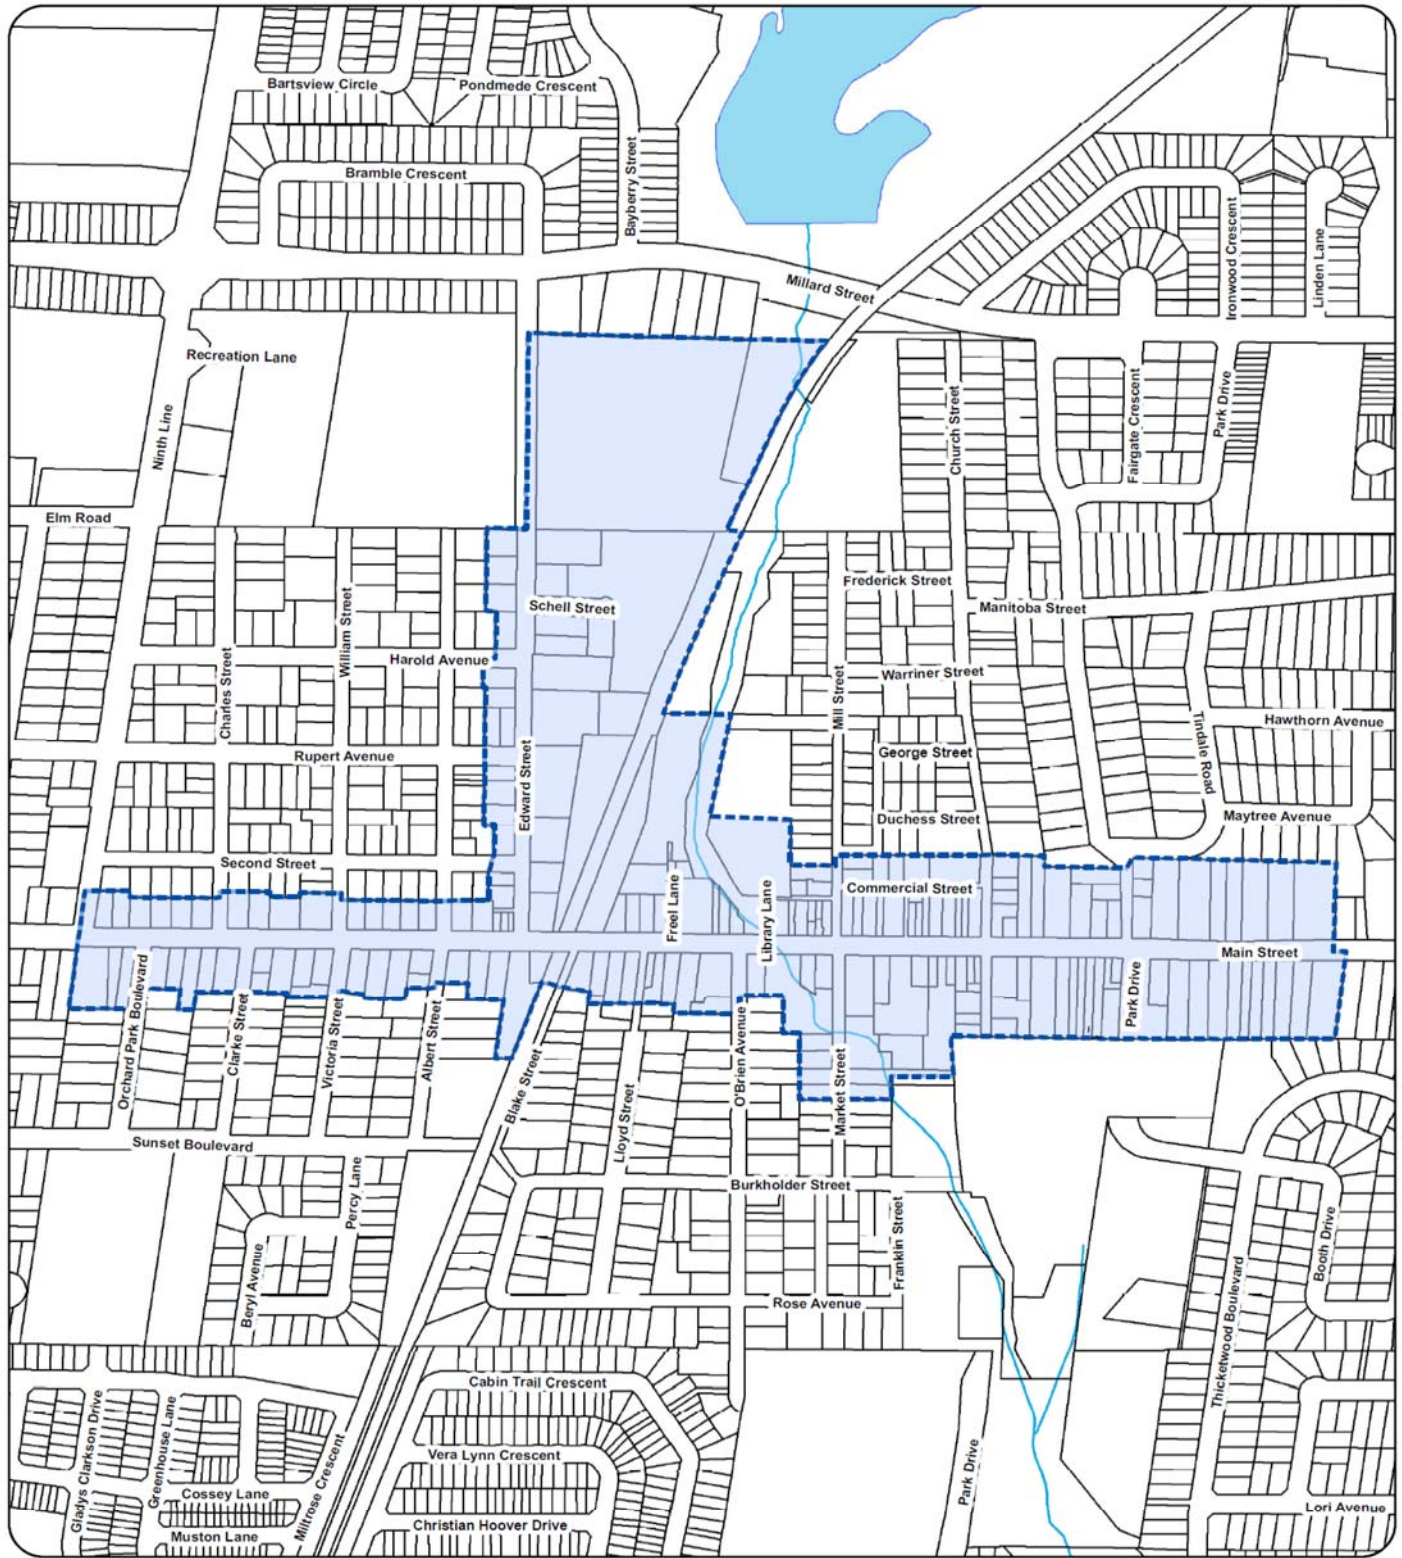 Bartsview Circle
Pondmede Crescent
Bramble Crescent
Bayberry Street
Ironwood Crescent
Linden Lane
Millard Street
Recreation Lane
Ninth Line
Church Street
Fairgate Crescent
Park Drive
Elm Road
Schell Street
Frederick Street
Manitoba Street
William Street
Harold Avenue
Charles Street
Warriner Street
Mill Street
Hawthorn Avenue
Tindale Road
Rupert Avenue
George Street
Edward Street
Duchess Street
Maytree Avenue
Second Street
Commercial Street
Freel Lane
Library Lane
Main Street
Orchard Park Boulevard
Clarke Street
Victoria Street
Albert Street
Park Drive
O'Brien Avenue
Blake Street
Market Street
Lloyd Street
Sunset Boulevard
Percy Lane
Burkholder Street
Franklin Street
Booth Drive
Beryl Avenue
Thicketwood Boulevard
Rose Avenue
Cabin Trail Crescent
Gladys Clarkson Drive
Greenhouse Lane
Vera Lynn Crescent
Miltrose Crescent
Park Drive
Cossey Lane
Lori Avenue
Christian Hoover Drive
Muston Lane